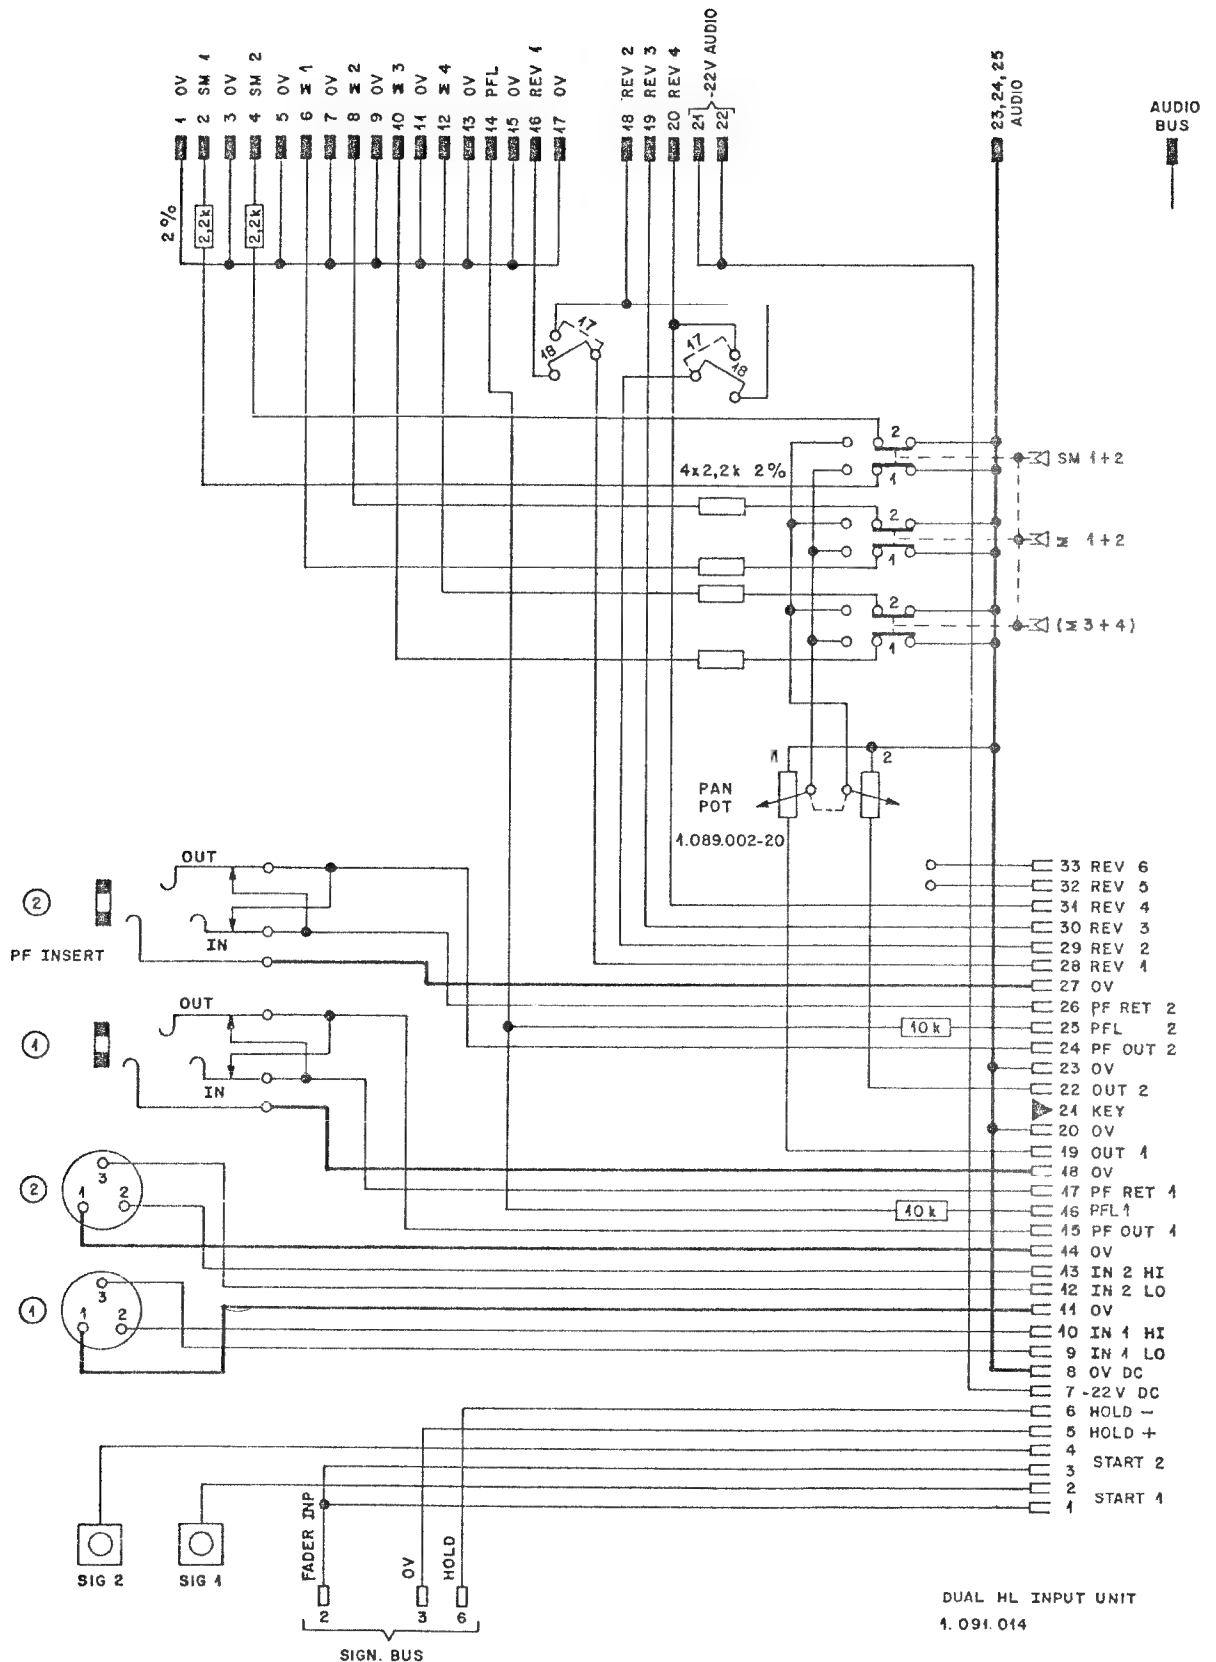 1 0V
2 SM 1
3 0V
4 SM 2
5 0V
6 Σ 1
7 0V
8 Σ 2
9 0V
10 Σ 3
11 0V
12 Σ 4
13 0V
14 PFL
15 0V
16 REV 1
17 0V
18 REV 2
19 REV 3
20 REV 4
21
22
-22V AUDIO
23, 24, 25
AUDIO
AUDIO
BUS
2%
2,2k
2,2k
17
18
17
18
2
1
SM 1+2
4x2,2k 2%
2
1
Σ 1+2
2
1
(Σ 3+4)
1
2
PAN
POT
1.089.002-20
OUT
2
IN
PF INSERT
OUT
1
IN
2
3
1
2
1
3
1
2
33 REV 6
32 REV 5
31 REV 4
30 REV 3
29 REV 2
28 REV 1
27 0V
26 PF RET 2
10k
25 PFL 2
24 PF OUT 2
23 0V
22 OUT 2
21 KEY
20 0V
19 OUT 1
18 0V
17 PF RET 1
10k
16 PFL 1
15 PF OUT 1
14 0V
13 IN 2 HI
12 IN 2 LO
11 0V
10 IN 1 HI
9 IN 1 LO
8 0V DC
7 -22V DC
6 HOLD -
5 HOLD +
4
START 2
3
2
START 1
1
SIG 2
SIG 1
FADER INP
0V
HOLD
2
3
6
SIGN. BUS
DUAL HL INPUT UNIT
1.091.014